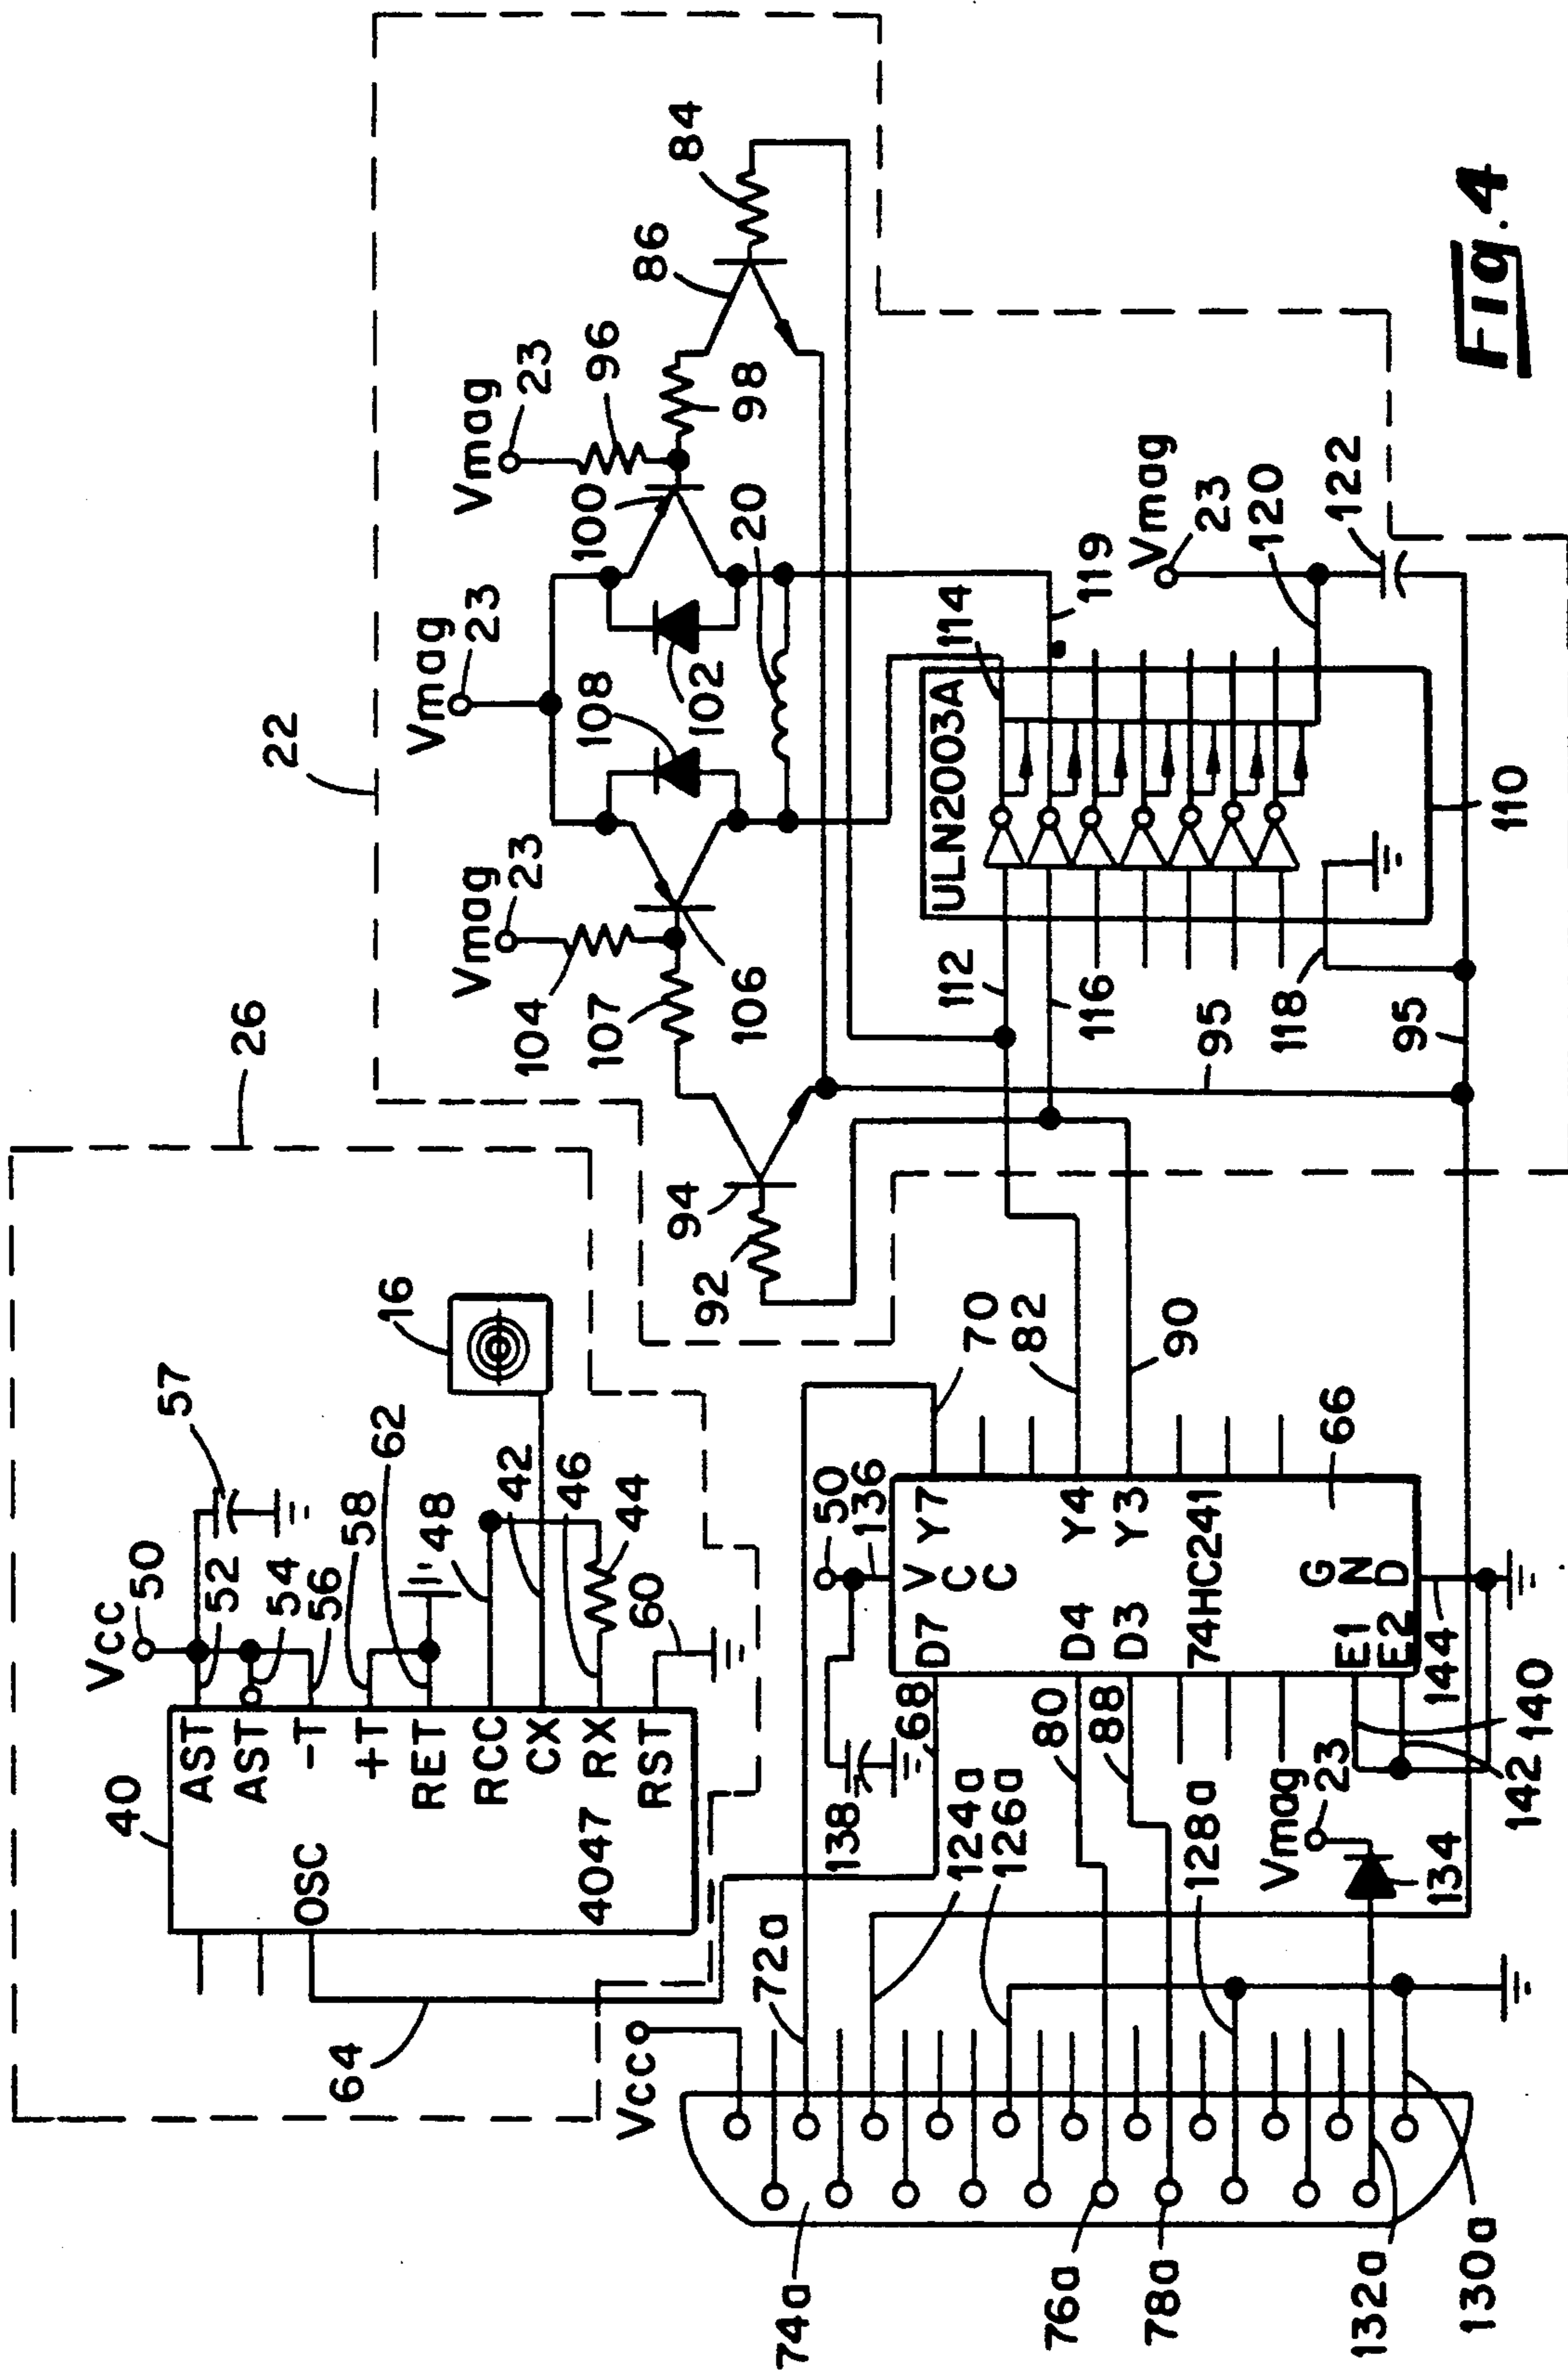 26
22
40
Vcc
50
57
16
AST
52
AST
54
-T
56
+T
58
RET
62
RCC
48
CX
42
RX
46
44
RST
60
OSC
4047
64
Vmag
23
Vmag
23
Vmag
23
104
107
106
108
102
100
96
98
20
86
84
94
92
Vcc
72a
74a
124a
126a
76a
78a
128a
132a
130a
138
68
80
88
50
136
D7
V
C
C
Y7
D4
Y4
D3
Y3
74HC241
E1
E2
G
N
D
70
82
90
66
144
140
142
Vmag
23
134
112
116
95
118
95
ULN2003A
114
119
Vmag
23
120
122
110
Fig.4